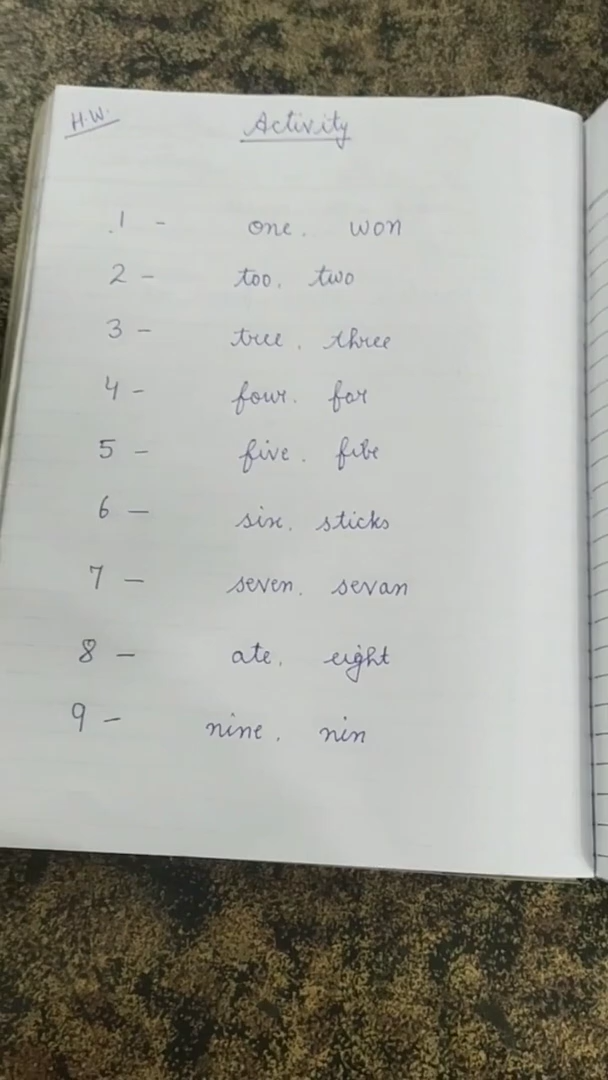 H.W. Activity
1 - one. won
2 - too. two
3 - tree. three
4 - four. for
5 - five. fibe
6 - six. sticks
7 - seven. sevan
8 - ate. eight
9 - nine. nin